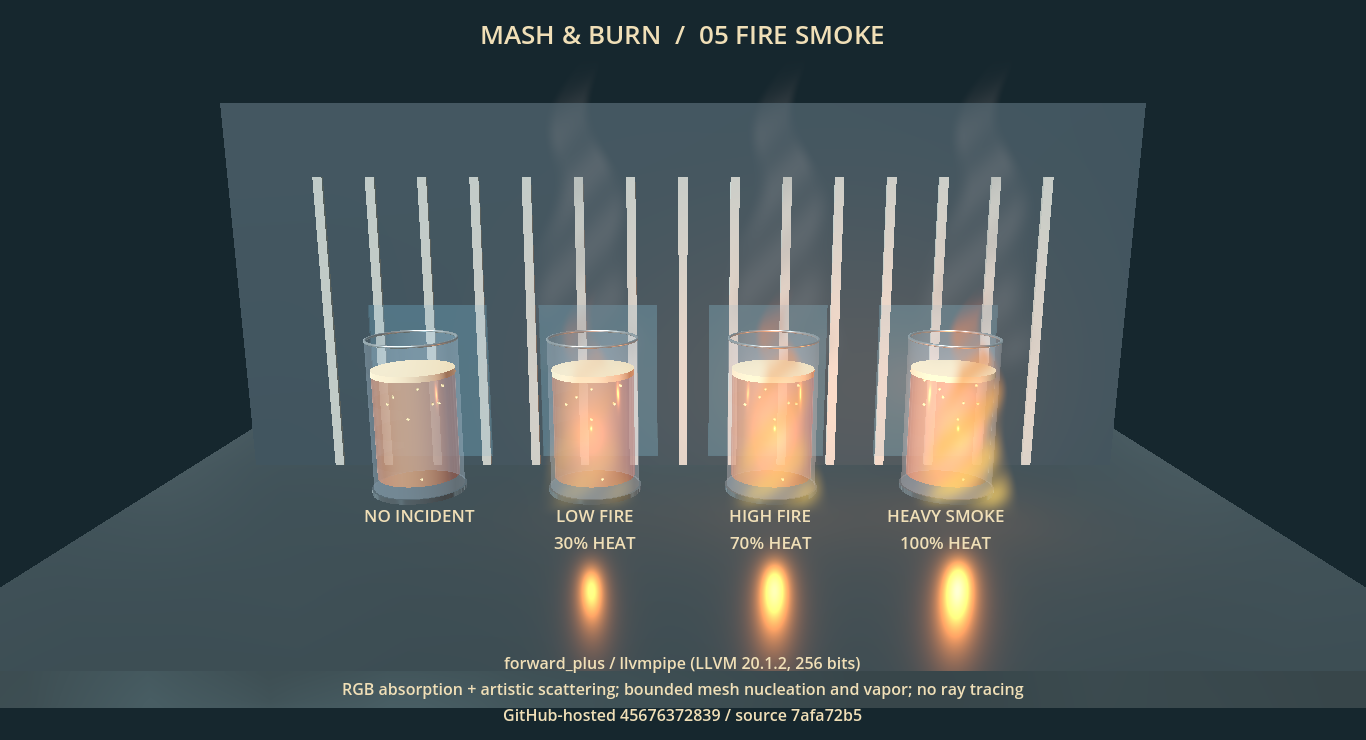 MASH & BURN / 05 FIRE SMOKE
NO INCIDENT
LOW FIRE
30% HEAT
HIGH FIRE
70% HEAT
HEAVY SMOKE
100% HEAT
forward_plus / llvmpipe (LLVM 20.1.2, 256 bits)
RGB absorption + artistic scattering; bounded mesh nucleation and vapor; no ray tracing
GitHub-hosted 45676372839 / source 7afa72b5